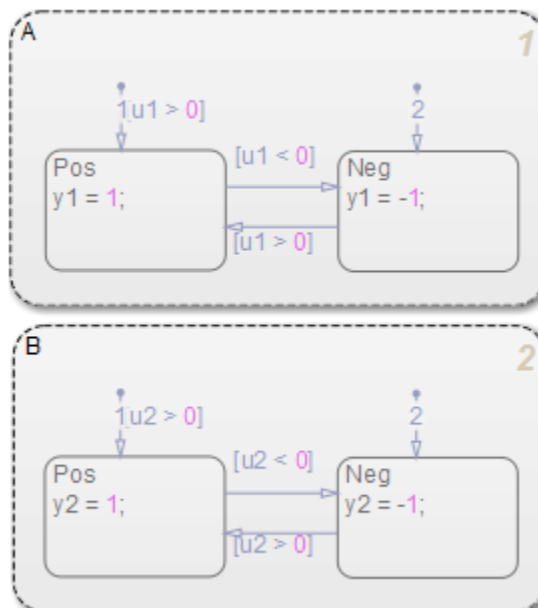 A
1
1[u1 > 0]
2
[u1 < 0]
Pos
y1 = 1;
Neg
y1 = -1;
[u1 > 0]
B
2
1[u2 > 0]
2
[u2 < 0]
Pos
y2 = 1;
Neg
y2 = -1;
[u2 > 0]